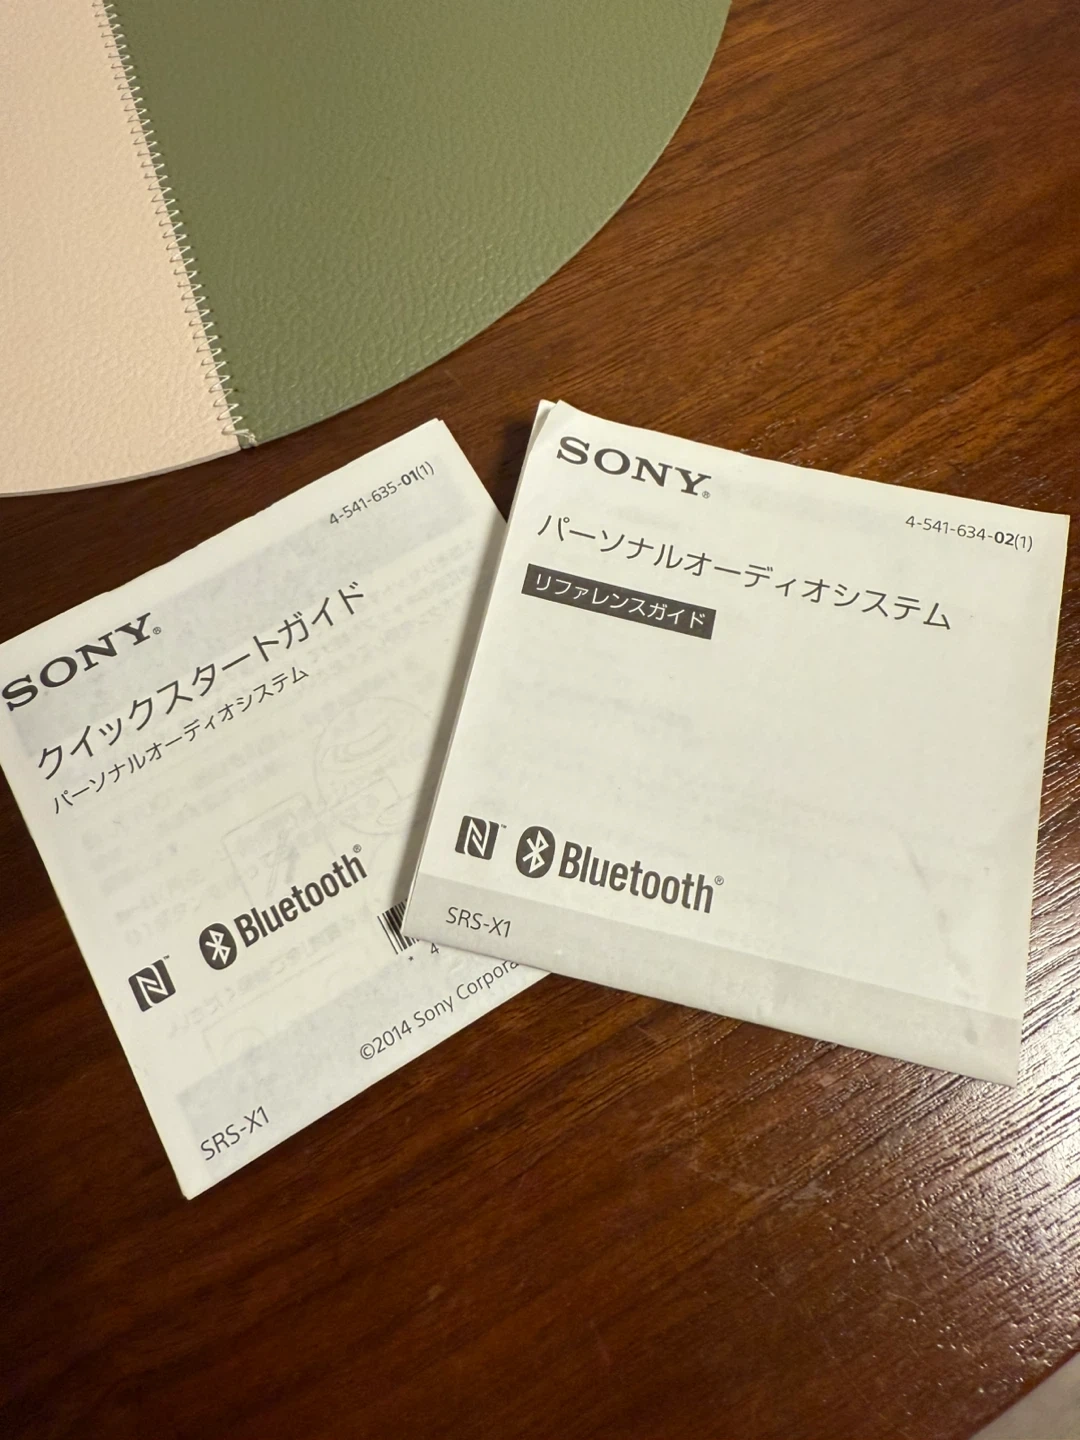 4-541-635-01(1)
SONY®
クイックスタートガイド
パーソナルオーディオシステム
Bluetooth®
* 4
©2014 Sony
SRS-X1
SONY®
4-541-634-02(1)
パーソナルオーディオシステム
リファレンスガイド
N™ Bluetooth®
SRS-X1